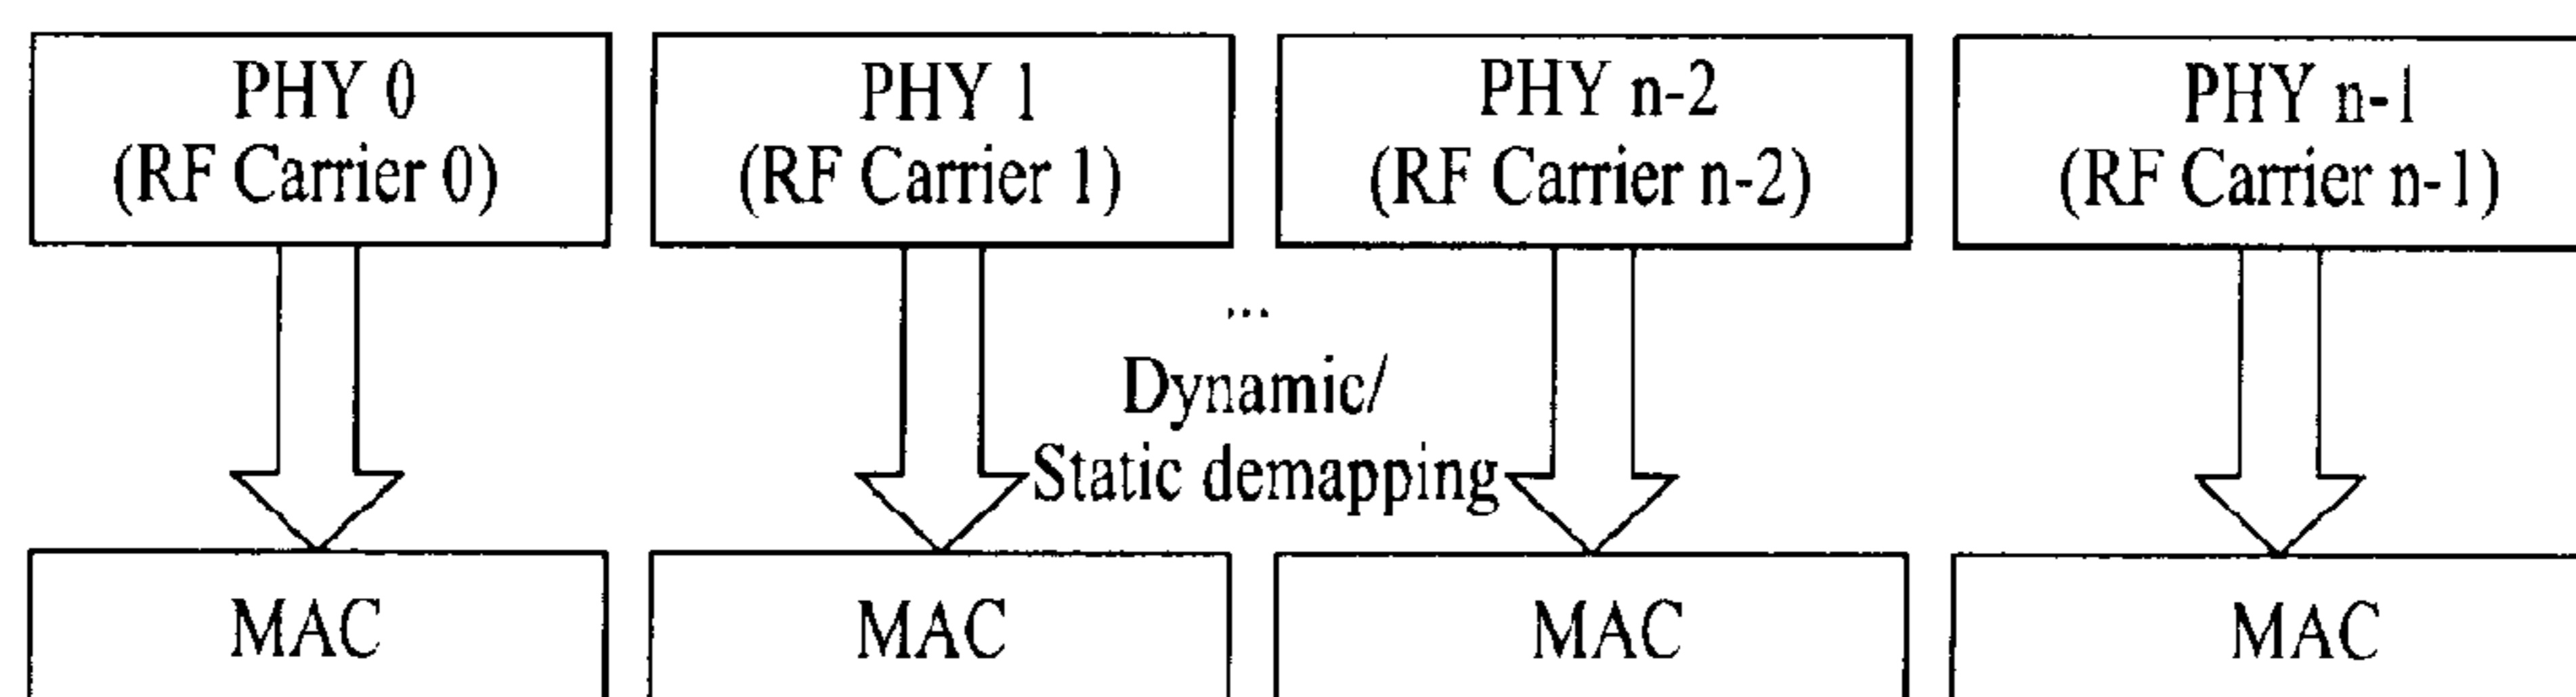 PHY 0
(RF Carrier 0)
PHY 1
(RF Carrier 1)
PHY n-2
(RF Carrier n-2)
PHY n-1
(RF Carrier n-1)
...
Dynamic/
Static demapping
MAC
MAC
MAC
MAC